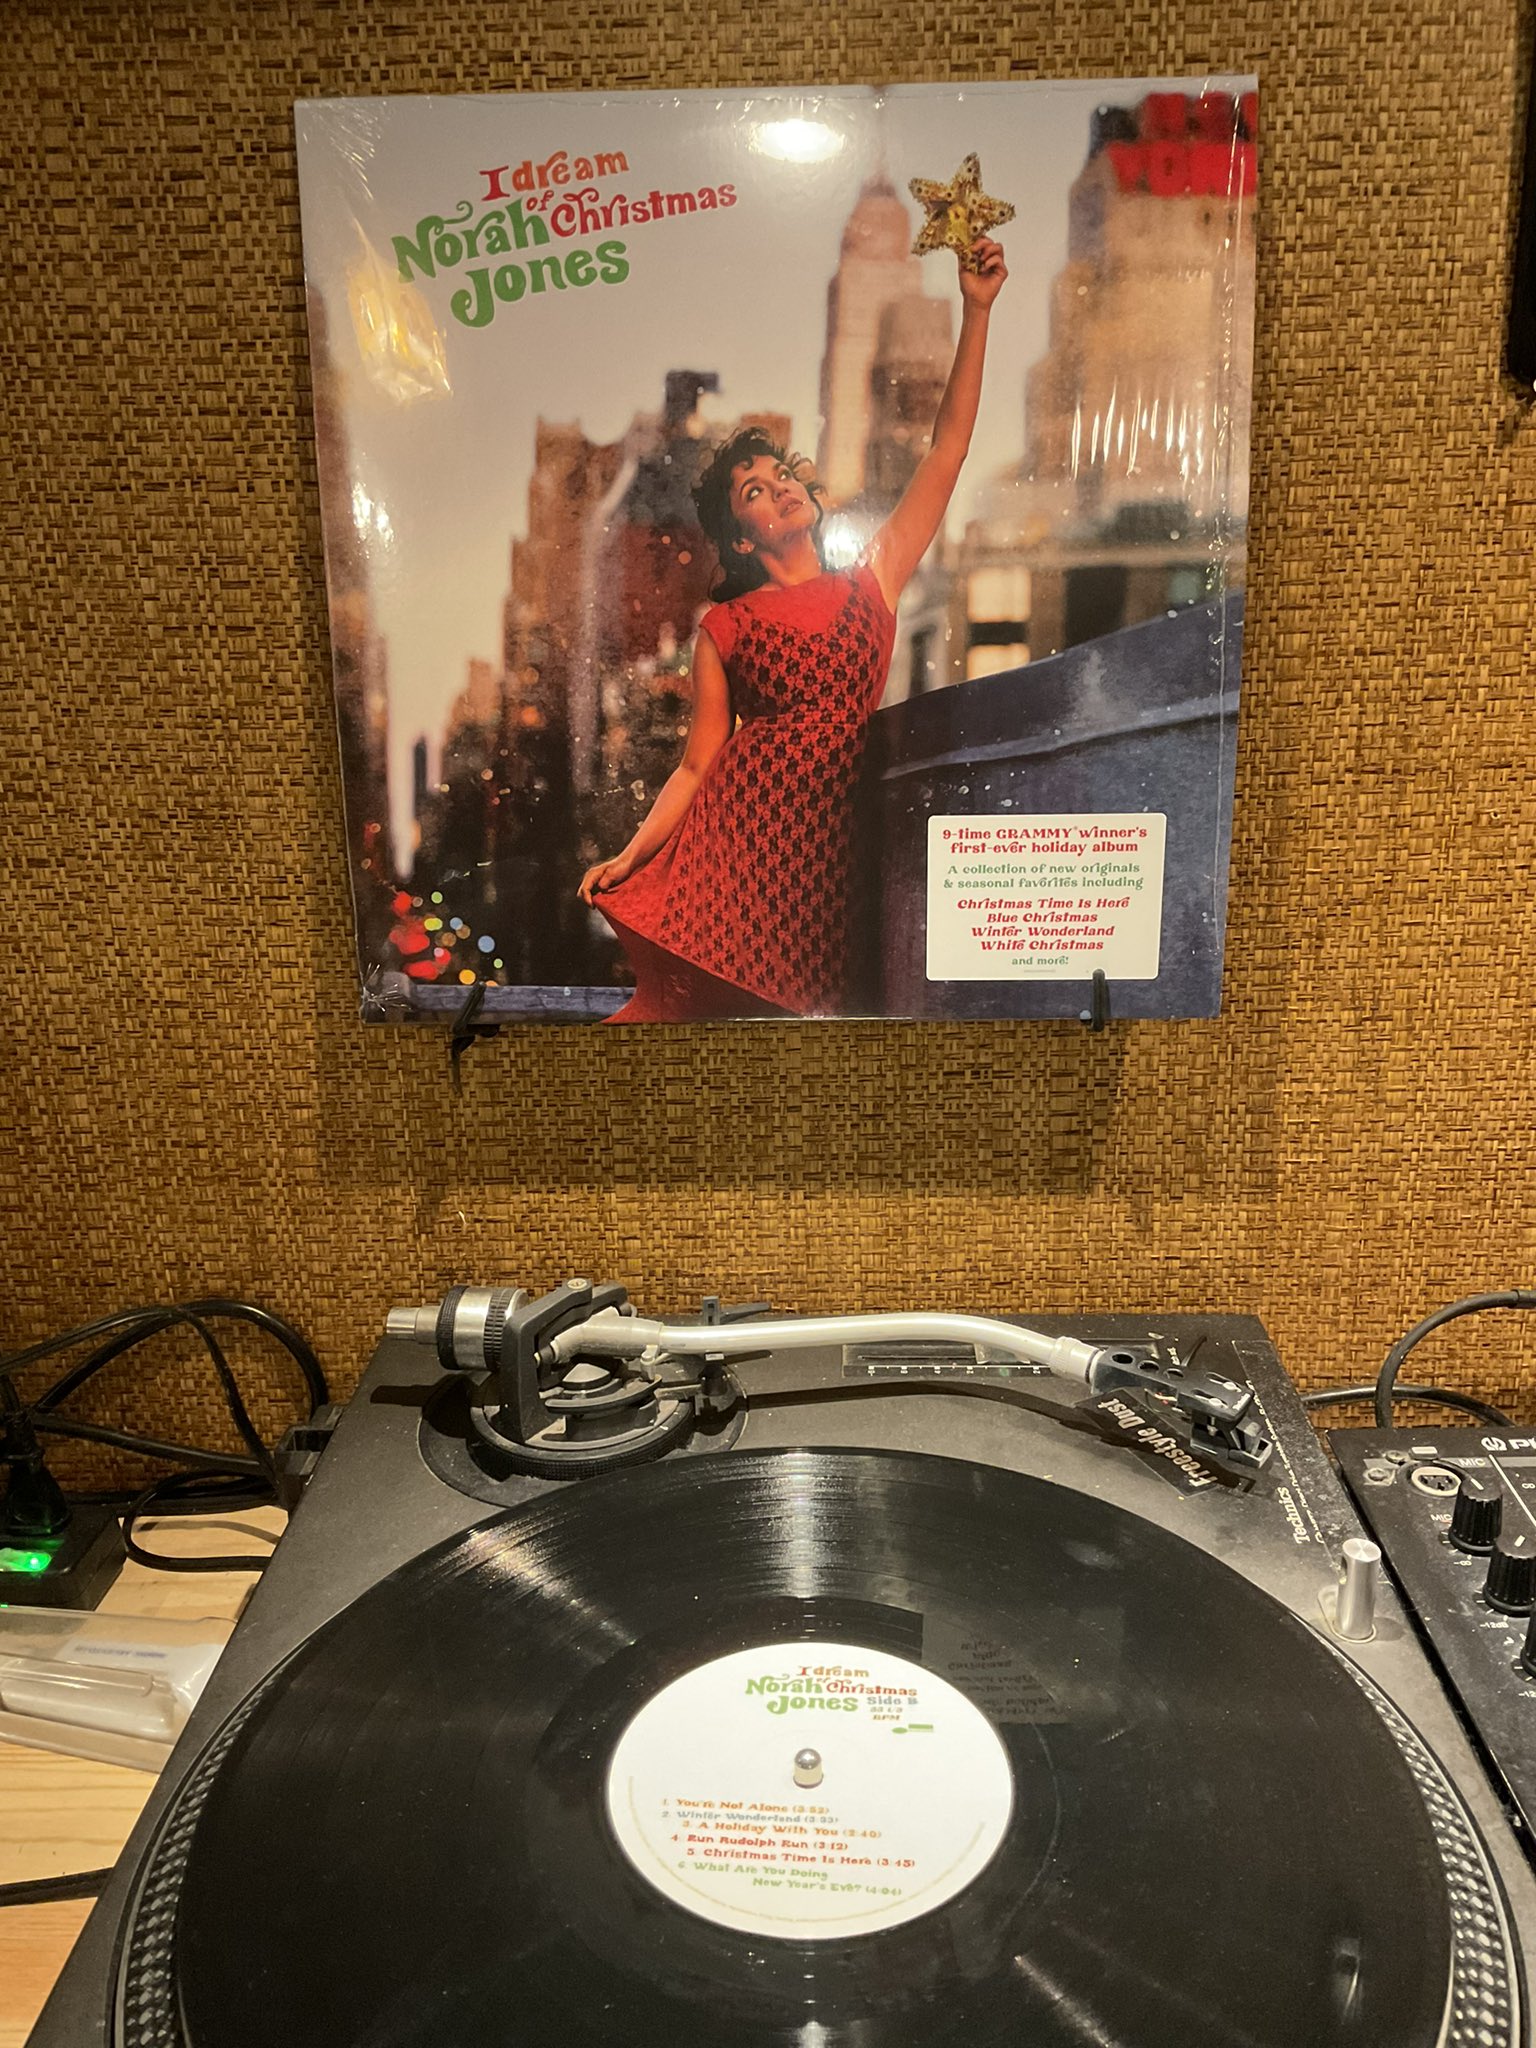 I dream
of Christmas
Norah
Jones
9-time GRAMMY® winner's
first-ever holiday album
A collection of new originals
& seasonal favorites including
Christmas Time Is Here
Blue Christmas
Winter Wonderland
White Christmas
and more!
Freestyle Dust
Technics
MIC
MIC
I dream
of Christmas
Norah
Jones
Side B
33 1/3
RPM
1. You're Not Alone (3:52)
2. Winter Wonderland (3:33)
3. A Holiday With You (2:40)
4. Run Rudolph Run (3:12)
5. Christmas Time Is Here (3:45)
6. What Are You Doing
New Year's Eve? (4:04)